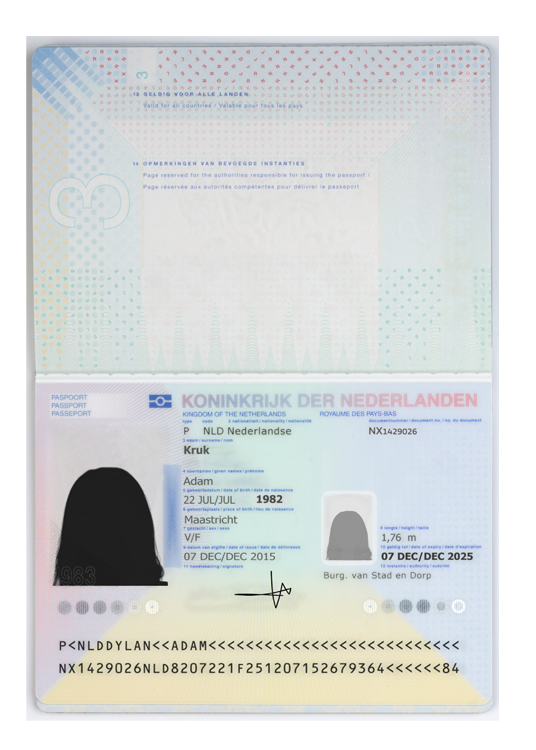 3
13 GELDIG VOOR ALLE LANDEN
Valid for all countries / Valable pour tous les pays
14 OPMERKINGEN VAN BEVOEGDE INSTANTIES
Page reserved for the authorities responsible for issuing the passport /
Page réservée aux autorités compétentes pour délivrer le passeport
3
PASPOORT
PASSPORT
PASSEPORT
KONINKRIJK DER NEDERLANDEN
KINGDOM OF THE NETHERLANDS ROYAUME DES PAYS-BAS
type code 2 nationaliteit / nationality / nationalité documentnummer / document no. / no. du document
P NLD Nederlandse NX1429026
3 naam / surname / nom
Kruk
4 voornamen / given names / prénoms
Adam
5 geboortedatum / date of birth / date de naissance
22 JUL/JUL 1982
6 geboorteplaats / place of birth / lieu de naissance
Maastricht
7 geslacht / sex / sexe 8 lengte / height / taille
V/F 1,76 m
9 datum van afgifte / date of issue / date de délivrance 10 geldig tot / date of expiry / date d'expiration
07 DEC/DEC 2015 07 DEC/DEC 2025
11 handtekening / signature 12 instantie / authority / autorité
Burg. van Stad en Dorp
1983
P<NLDDYLAN<<ADAM<<<<<<<<<<<<<<<<<<<<<<<<<<<<
NX1429026NLD8207221F251207152679364<<<<<<84